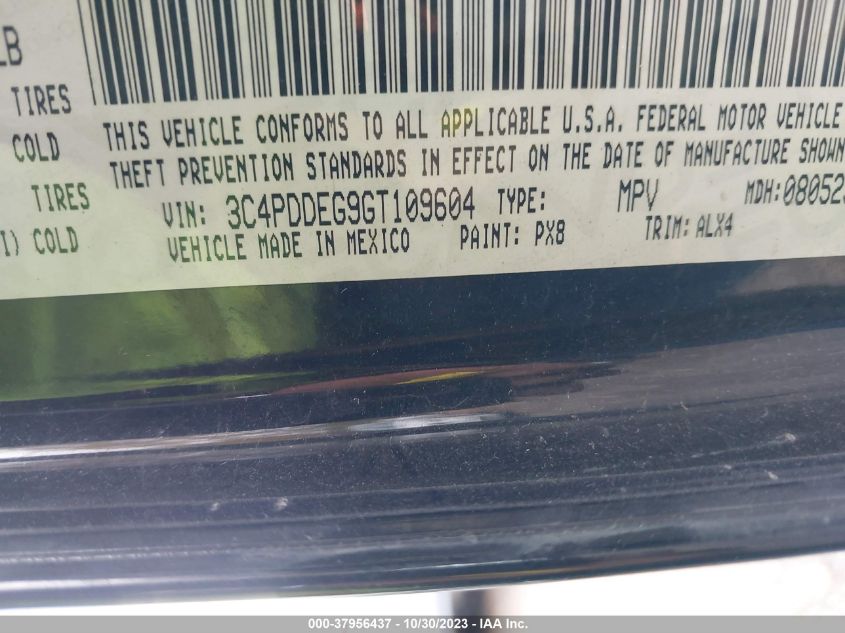 LB
TIRES
COLD
TIRES
COLD
THIS VEHICLE CONFORMS TO ALL APPLICABLE U.S.A. FEDERAL MOTOR VEHICLE
THEFT PREVENTION STANDARDS IN EFFECT ON THE DATE OF MANUFACTURE SHOWN
VIN: 3C4PDDEG9GT109604 TYPE: MPV MDH:080523
VEHICLE MADE IN MEXICO PAINT: PX8 TRIM: ALX4
000-37956437 - 10/30/2023 - IAA Inc.